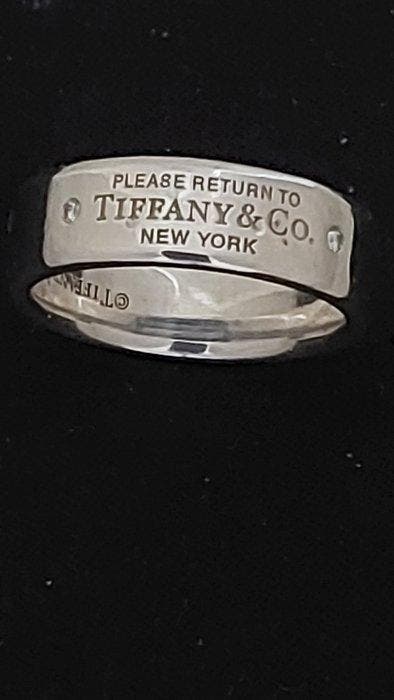 PLEASE RETURN TO
TIFFANY & CO.
NEW YORK